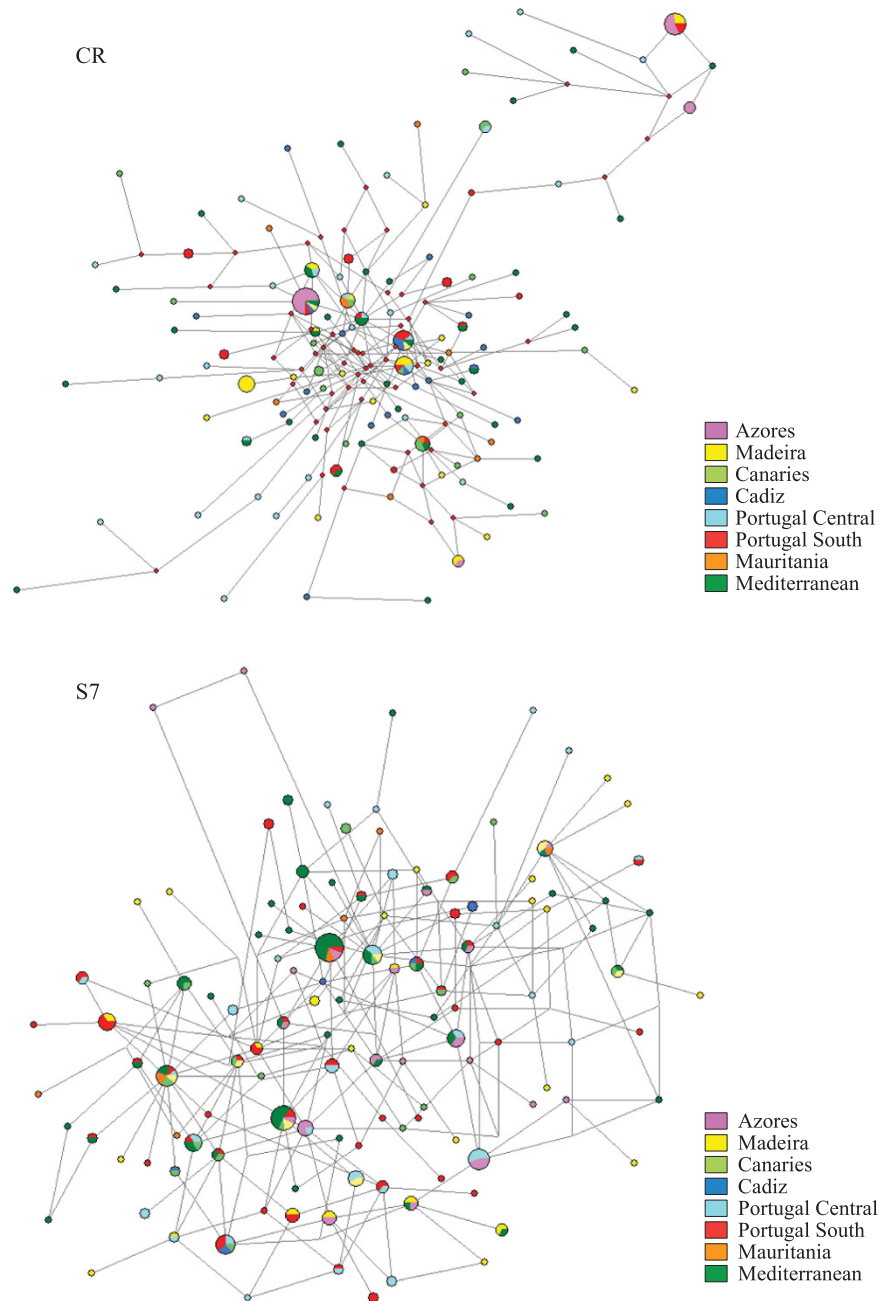 CR
Azores
Madeira
Canaries
Cadiz
Portugal Central
Portugal South
Mauritania
Mediterranean
S7
Azores
Madeira
Canaries
Cadiz
Portugal Central
Portugal South
Mauritania
Mediterranean